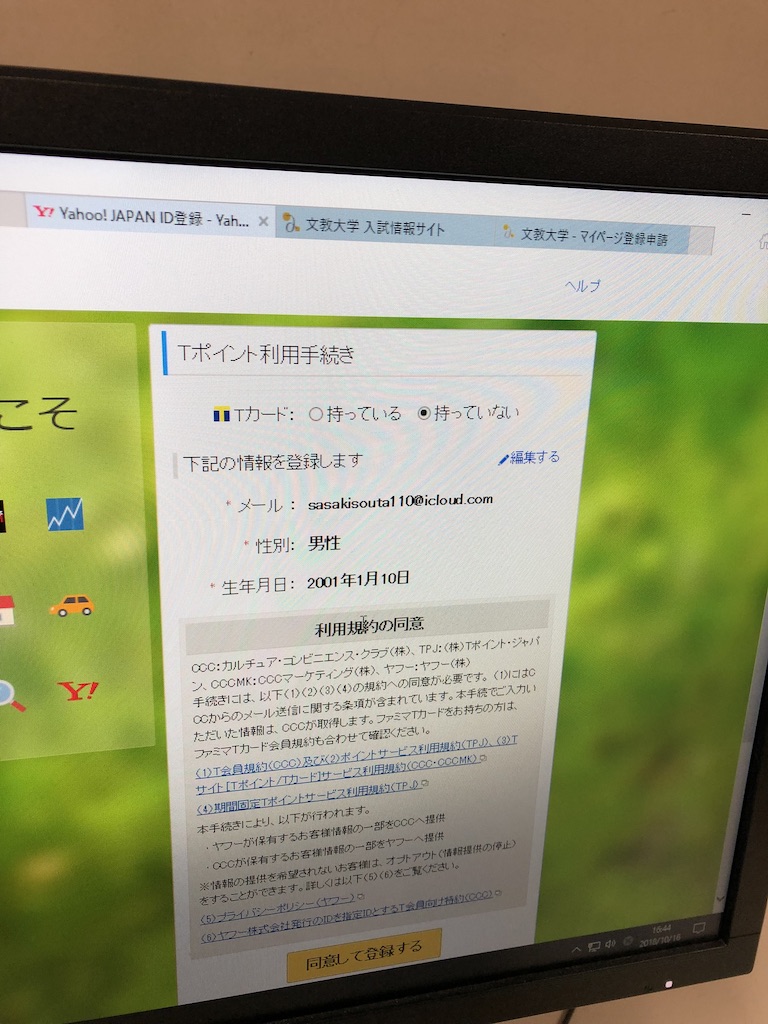 Y! Yahoo! JAPAN ID登録 - Yah...
文教大学 入試情報サイト
文教大学 - マイページ登録申請
ヘルプ
こそ
Tポイント利用手続き
Tカード: 持っている 持っていない
下記の情報を登録します
編集する
* メール : sasakisouta110@icloud.com
* 性別: 男性
* 生年月日: 2001年1月10日
Y!
利用規約の同意
CCC:カルチュア・コンビニエンス・クラブ(株)、TPJ:(株)Tポイント・ジャパ
ン、CCCMK:CCCマーケティング(株)、ヤフー:ヤフー(株)
手続きには、以下(1)(2)(3)(4)の規約への同意が必要です。(1)にはC
CCからのメール送信に関する条項が含まれています。本手続でご入力い
ただいた情報は、CCCが取得します。ファミマTカードをお持ちの方は、
ファミマTカード会員規約も合わせて確認ください。
(1)T会員規約(CCC)及び(2)ポイントサービス利用規約(TPJ)、(3)T
サイト[Tポイント/Tカード]サービス利用規約(CCC・CCCMK)
(4)期間固定Tポイントサービス利用規約(TPJ)
本手続きにより、以下が行われます。
・ヤフーが保有するお客様情報の一部をCCCへ提供
・CCCが保有するお客様情報の一部をヤフーへ提供
※情報の提供を希望されないお客様は、オプトアウト(情報提供の停止)
をすることができます。詳しくは以下(5)(6)をご覧ください。
(5)プライバシーポリシー(ヤフー)
(6)ヤフー株式会社発行のIDを指定IDとするT会員向け特約(CCC)
同意して登録する
16:44
2018/10/16